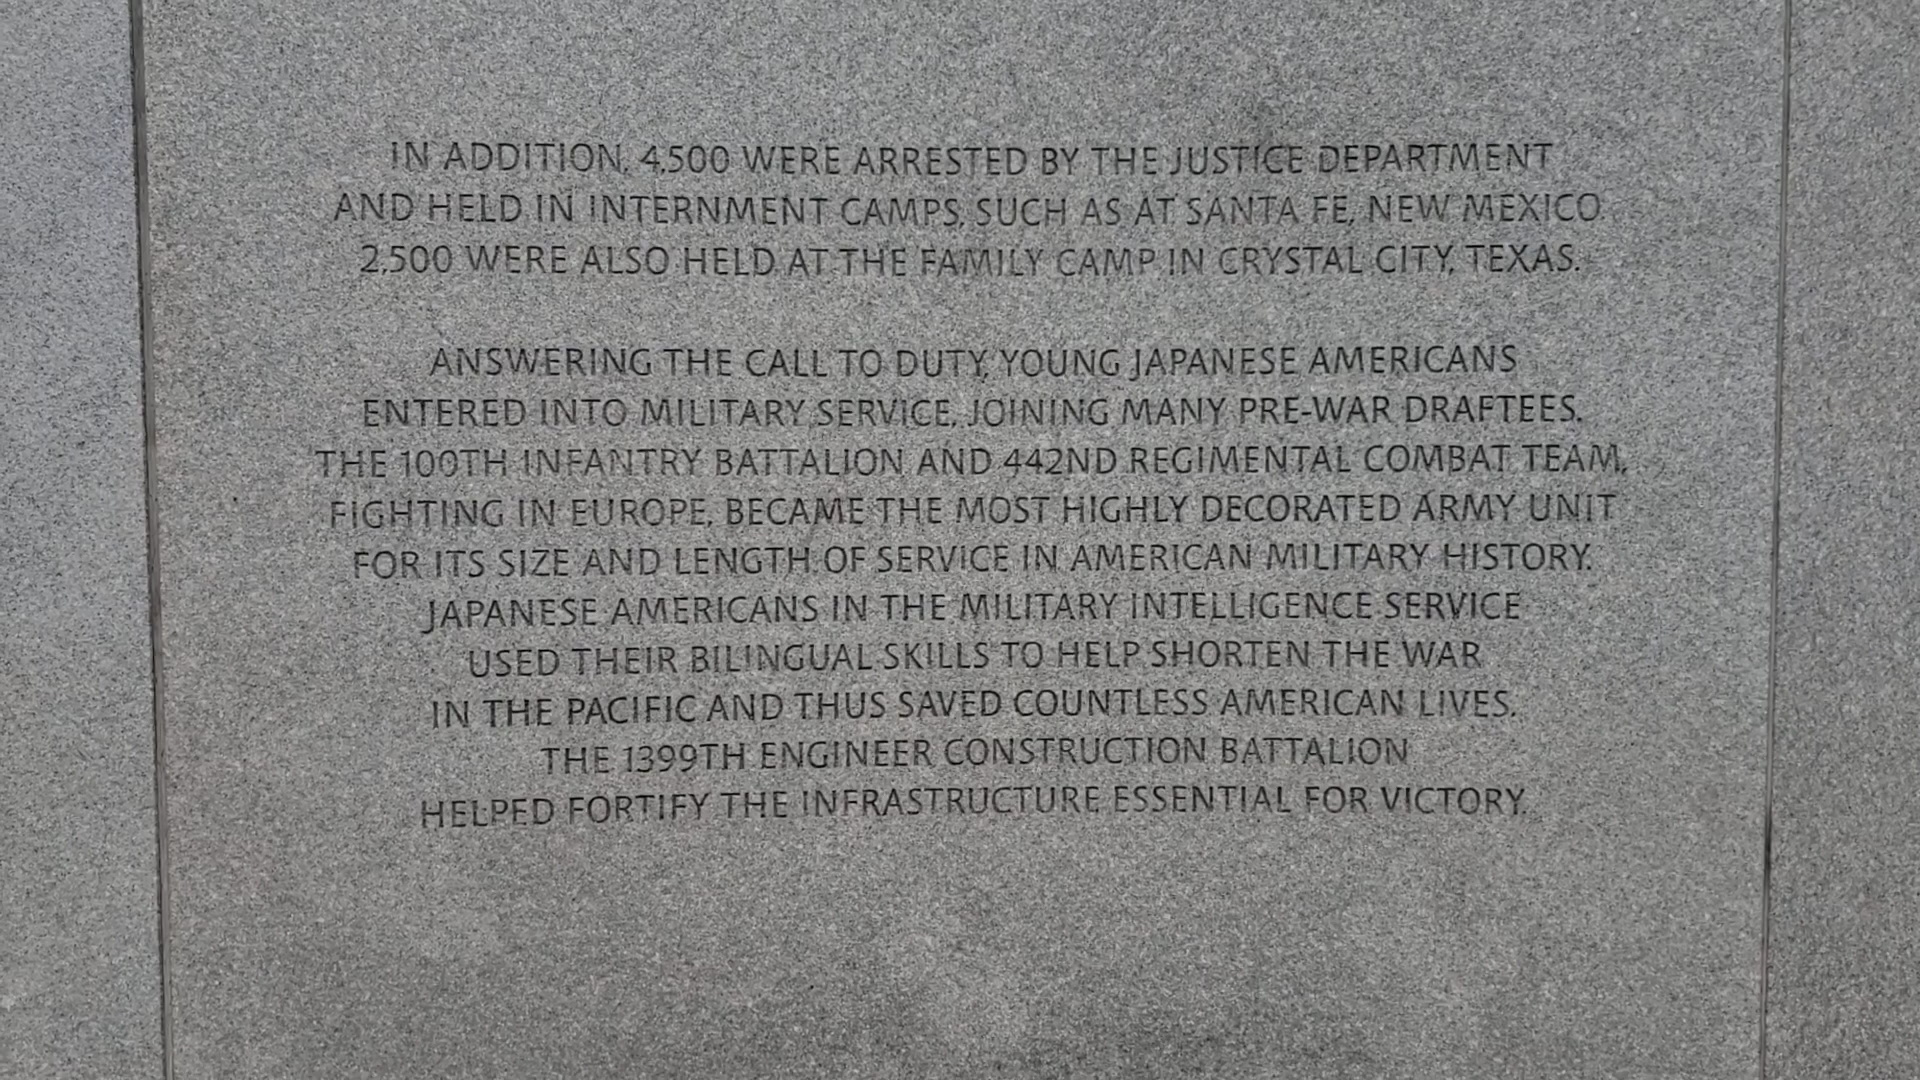 IN ADDITION, 4,500 WERE ARRESTED BY THE JUSTICE DEPARTMENT
AND HELD IN INTERNMENT CAMPS, SUCH AS AT SANTA FE, NEW MEXICO.
2,500 WERE ALSO HELD AT THE FAMILY CAMP IN CRYSTAL CITY, TEXAS.
ANSWERING THE CALL TO DUTY, YOUNG JAPANESE AMERICANS
ENTERED INTO MILITARY SERVICE, JOINING MANY PRE-WAR DRAFTEES.
THE 100TH INFANTRY BATTALION AND 442ND REGIMENTAL COMBAT TEAM,
FIGHTING IN EUROPE, BECAME THE MOST HIGHLY DECORATED ARMY UNIT
FOR ITS SIZE AND LENGTH OF SERVICE IN AMERICAN MILITARY HISTORY.
JAPANESE AMERICANS IN THE MILITARY INTELLIGENCE SERVICE
USED THEIR BILINGUAL SKILLS TO HELP SHORTEN THE WAR
IN THE PACIFIC AND THUS SAVED COUNTLESS AMERICAN LIVES.
THE 1399TH ENGINEER CONSTRUCTION BATTALION
HELPED FORTIFY THE INFRASTRUCTURE ESSENTIAL FOR VICTORY.